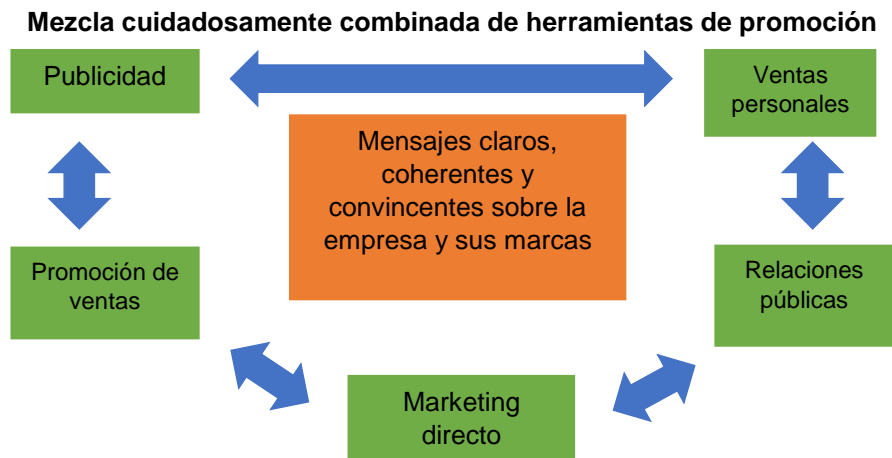 Mezcla cuidadosamente combinada de herramientas de promoción
Publicidad
Ventas
personales
Mensajes claros,
coherentes y
convincentes sobre la
empresa y sus marcas
Promoción de
ventas
Relaciones
públicas
Marketing
directo